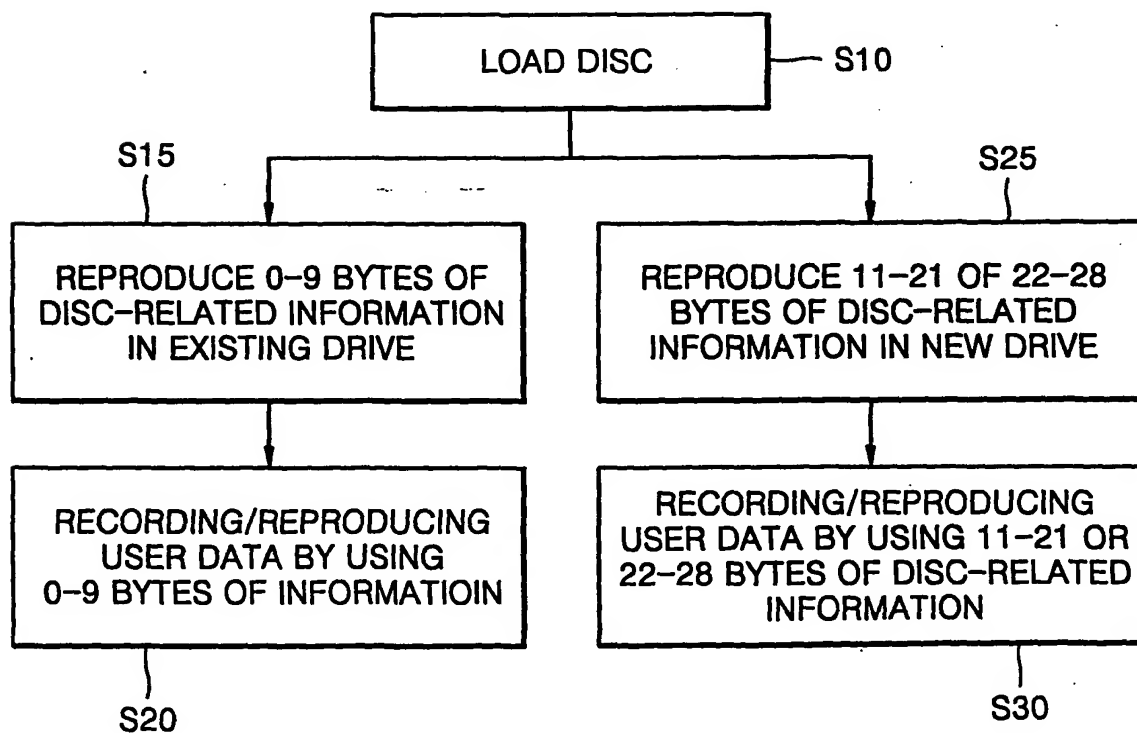 LOAD DISC
S10
S15
S25
REPRODUCE 0-9 BYTES OF
DISC-RELATED INFORMATION
IN EXISTING DRIVE
REPRODUCE 11-21 OF 22-28
BYTES OF DISC-RELATED
INFORMATION IN NEW DRIVE
RECORDING/REPRODUCING
USER DATA BY USING
0-9 BYTES OF INFORMATIOIN
RECORDING/REPRODUCING
USER DATA BY USING 11-21 OR
22-28 BYTES OF DISC-RELATED
INFORMATION
S20
S30